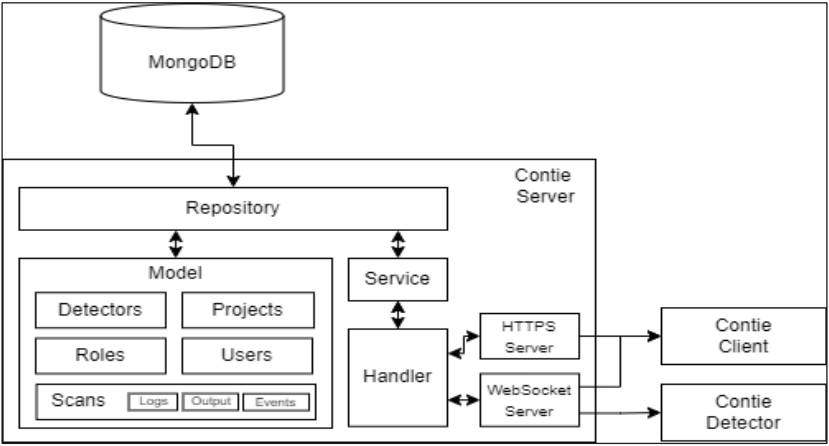 MongoDB
Contie
Server
Repository
Model
Detectors
Projects
Roles
Users
Scans
Logs
Output
Events
Service
Handler
HTTPS
Server
WebSocket
Server
Contie
Client
Contie
Detector